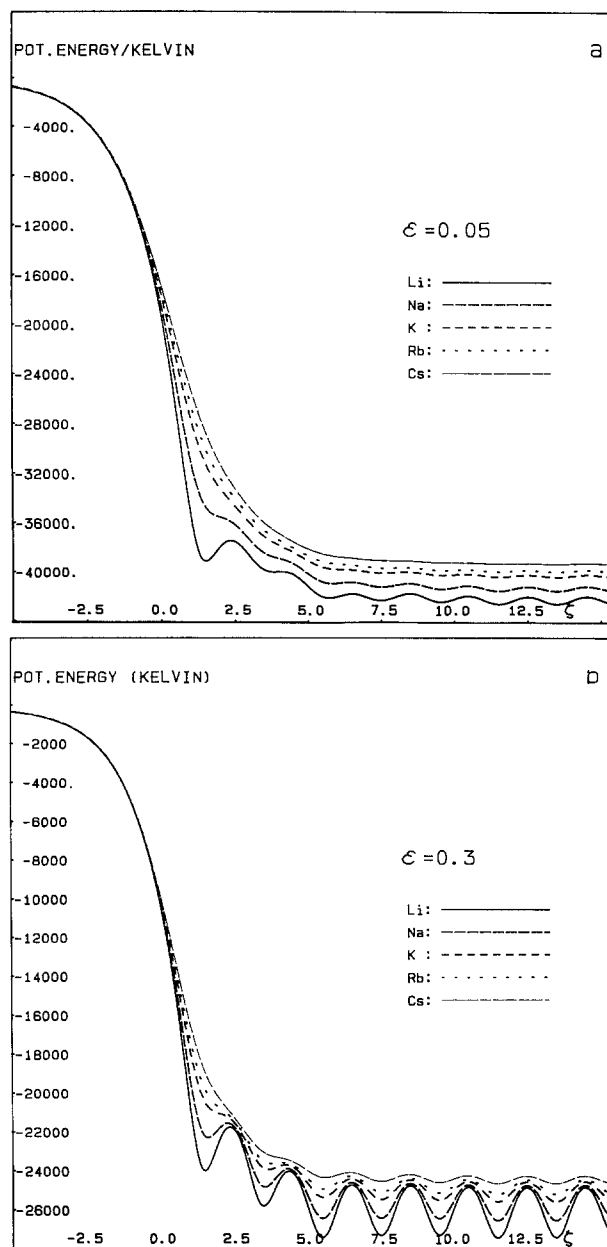 POT.ENERGY/KELVIN
a
-4000.
-8000.
-12000.
-16000.
-20000.
-24000.
-28000.
-32000.
-36000.
-40000.
ε=0.05
Li:
Na:
K :
Rb:
Cs:
-2.5 0.0 2.5 5.0 7.5 10.0 12.5 ζ
POT.ENERGY (KELVIN)
b
-2000
-4000.
-6000
-8000
-10000
-12000
-14000
-16000
-18000
-20000
-22000
-24000
-26000
ε=0.3
Li:
Na:
K :
Rb:
Cs:
-2.5 0.0 2.5 5.0 7.5 10.0 12.5 ζ